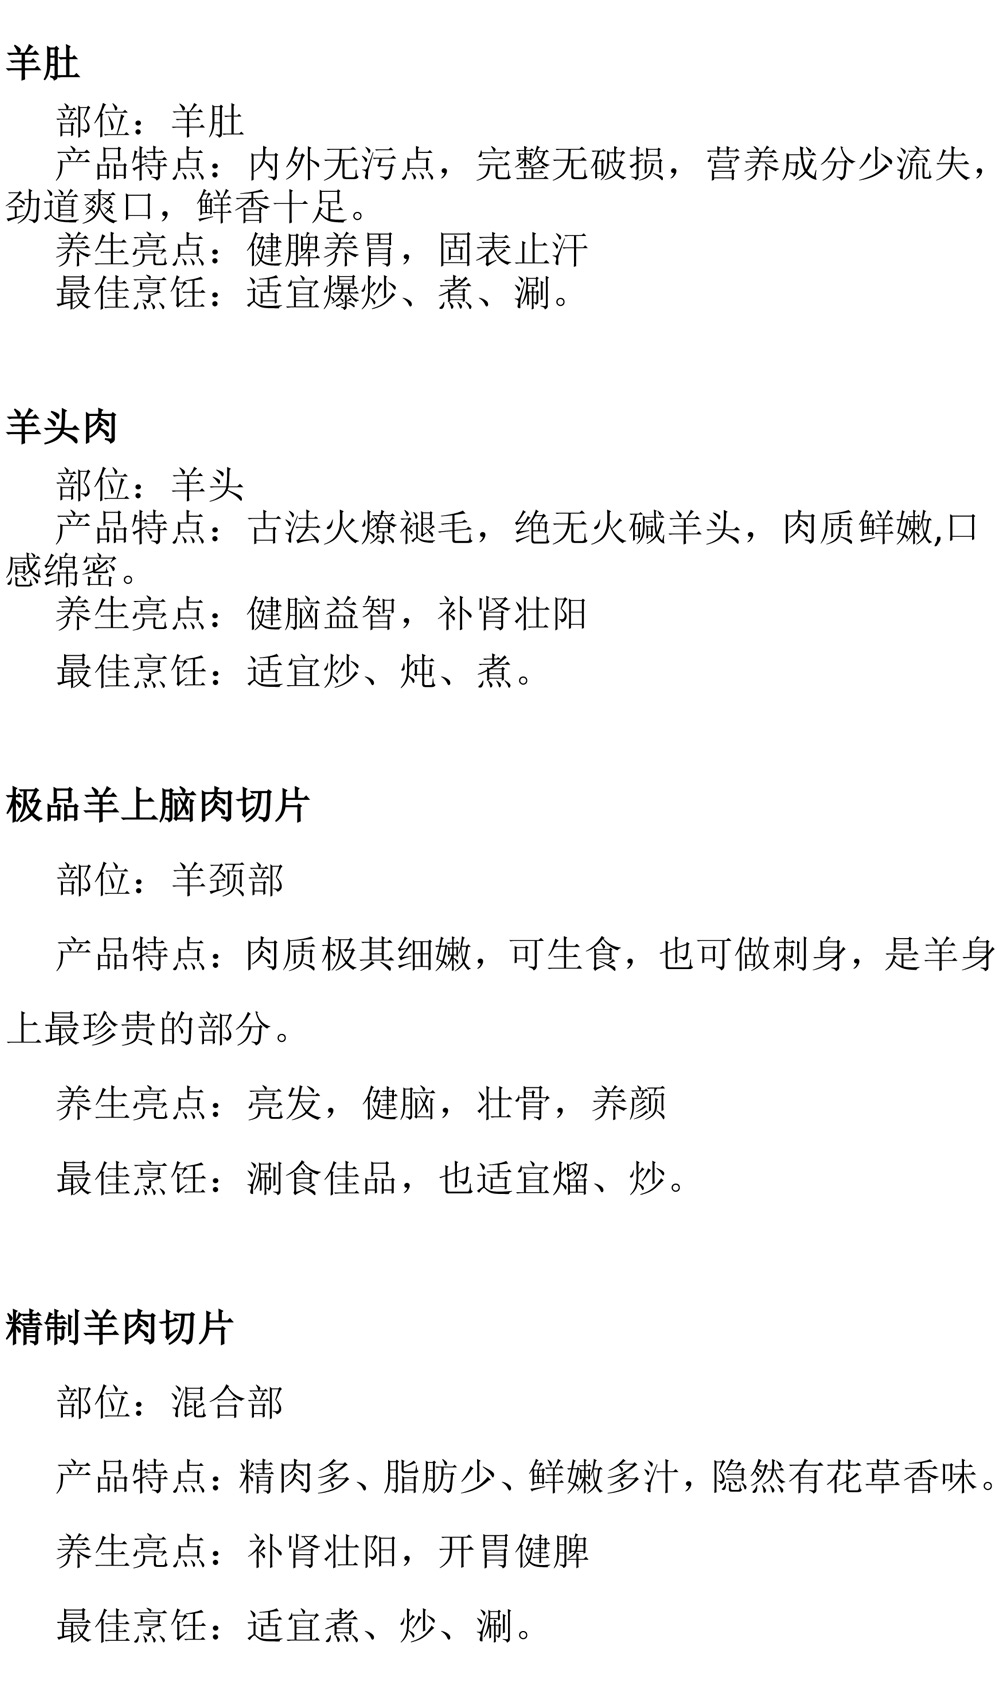 羊肚
部位：羊肚
产品特点：内外无污点，完整无破损，营养成分少流失，
劲道爽口，鲜香十足。
养生亮点：健脾养胃，固表止汗
最佳烹饪：适宜爆炒、煮、涮。
羊头肉
部位：羊头
产品特点：古法火燎褪毛，绝无火碱羊头，肉质鲜嫩,口
感绵密。
养生亮点：健脑益智，补肾壮阳
最佳烹饪：适宜炒、炖、煮。
极品羊上脑肉切片
部位：羊颈部
产品特点：肉质极其细嫩，可生食，也可做刺身，是羊身
上最珍贵的部分。
养生亮点：亮发，健脑，壮骨，养颜
最佳烹饪：涮食佳品，也适宜熘、炒。
精制羊肉切片
部位：混合部
产品特点：精肉多、脂肪少、鲜嫩多汁，隐然有花草香味。
养生亮点：补肾壮阳，开胃健脾
最佳烹饪：适宜煮、炒、涮。